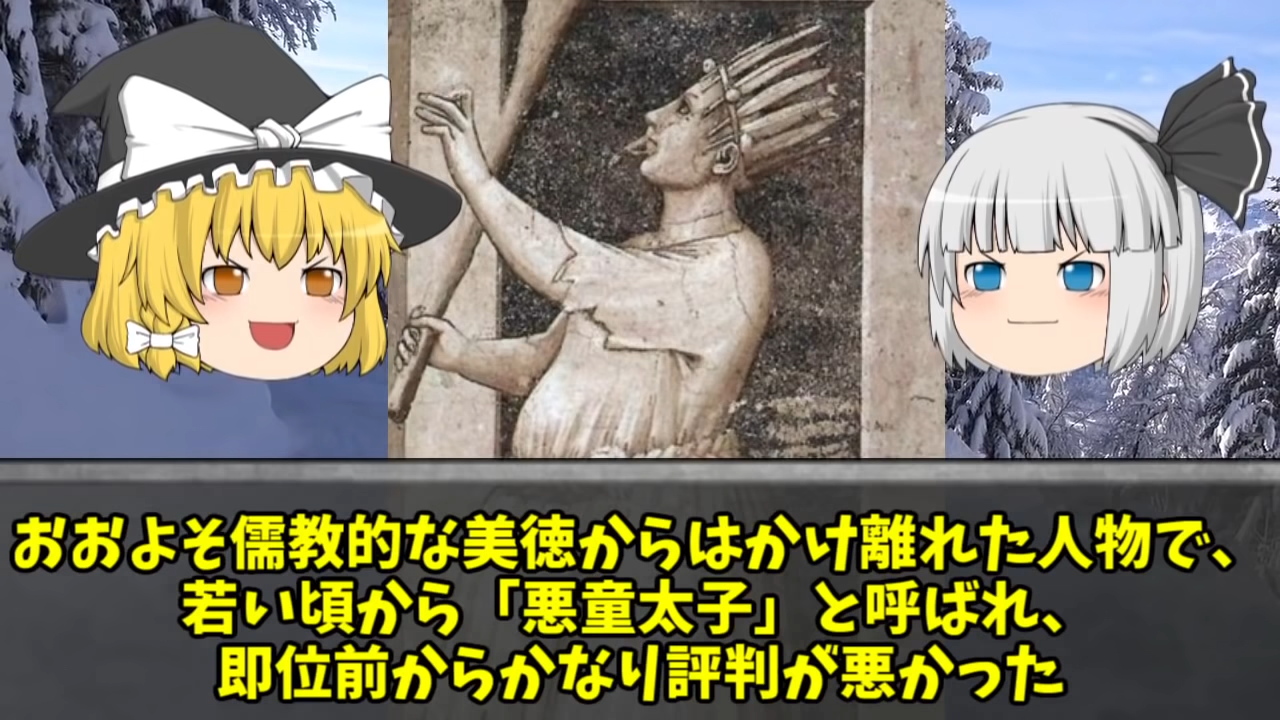 おおよそ儒教的な美徳からはかけ離れた人物で、
若い頃から「悪童太子」と呼ばれ、
即位前からかなり評判が悪かった